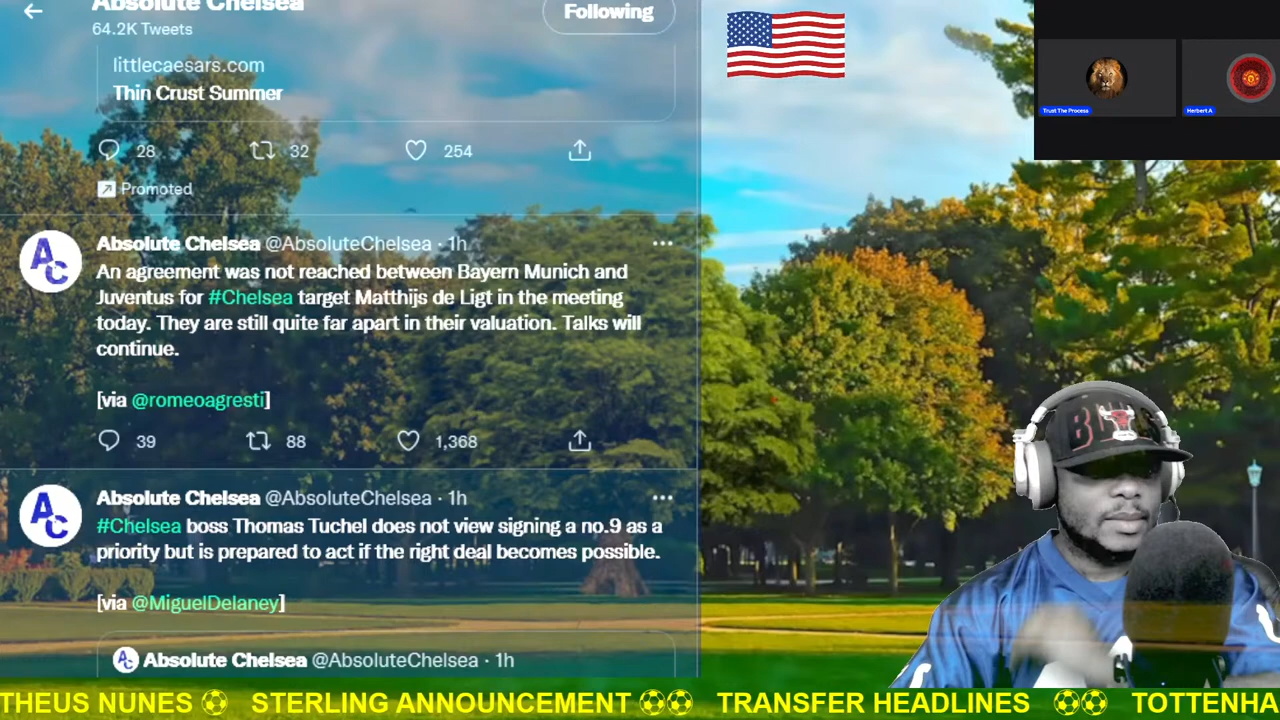 Absolute Chelsea
64.2K Tweets
Following
littlecaesars.com
Thin Crust Summer
28 32 254
Promoted
Absolute Chelsea @AbsoluteChelsea · 1h
An agreement was not reached between Bayern Munich and
Juventus for #Chelsea target Matthijs de Ligt in the meeting
today. They are still quite far apart in their valuation. Talks will
continue.
[via @romeoagresti]
39 88 1,368
Absolute Chelsea @AbsoluteChelsea · 1h
#Chelsea boss Thomas Tuchel does not view signing a no.9 as a
priority but is prepared to act if the right deal becomes possible.
[via @MiguelDelaney]
Absolute Chelsea @AbsoluteChelsea · 1h
Trust The Process
Herbert A
BULL
THEUS NUNES ⚽ STERLING ANNOUNCEMENT ⚽⚽ TRANSFER HEADLINES ⚽⚽ TOTTENHA